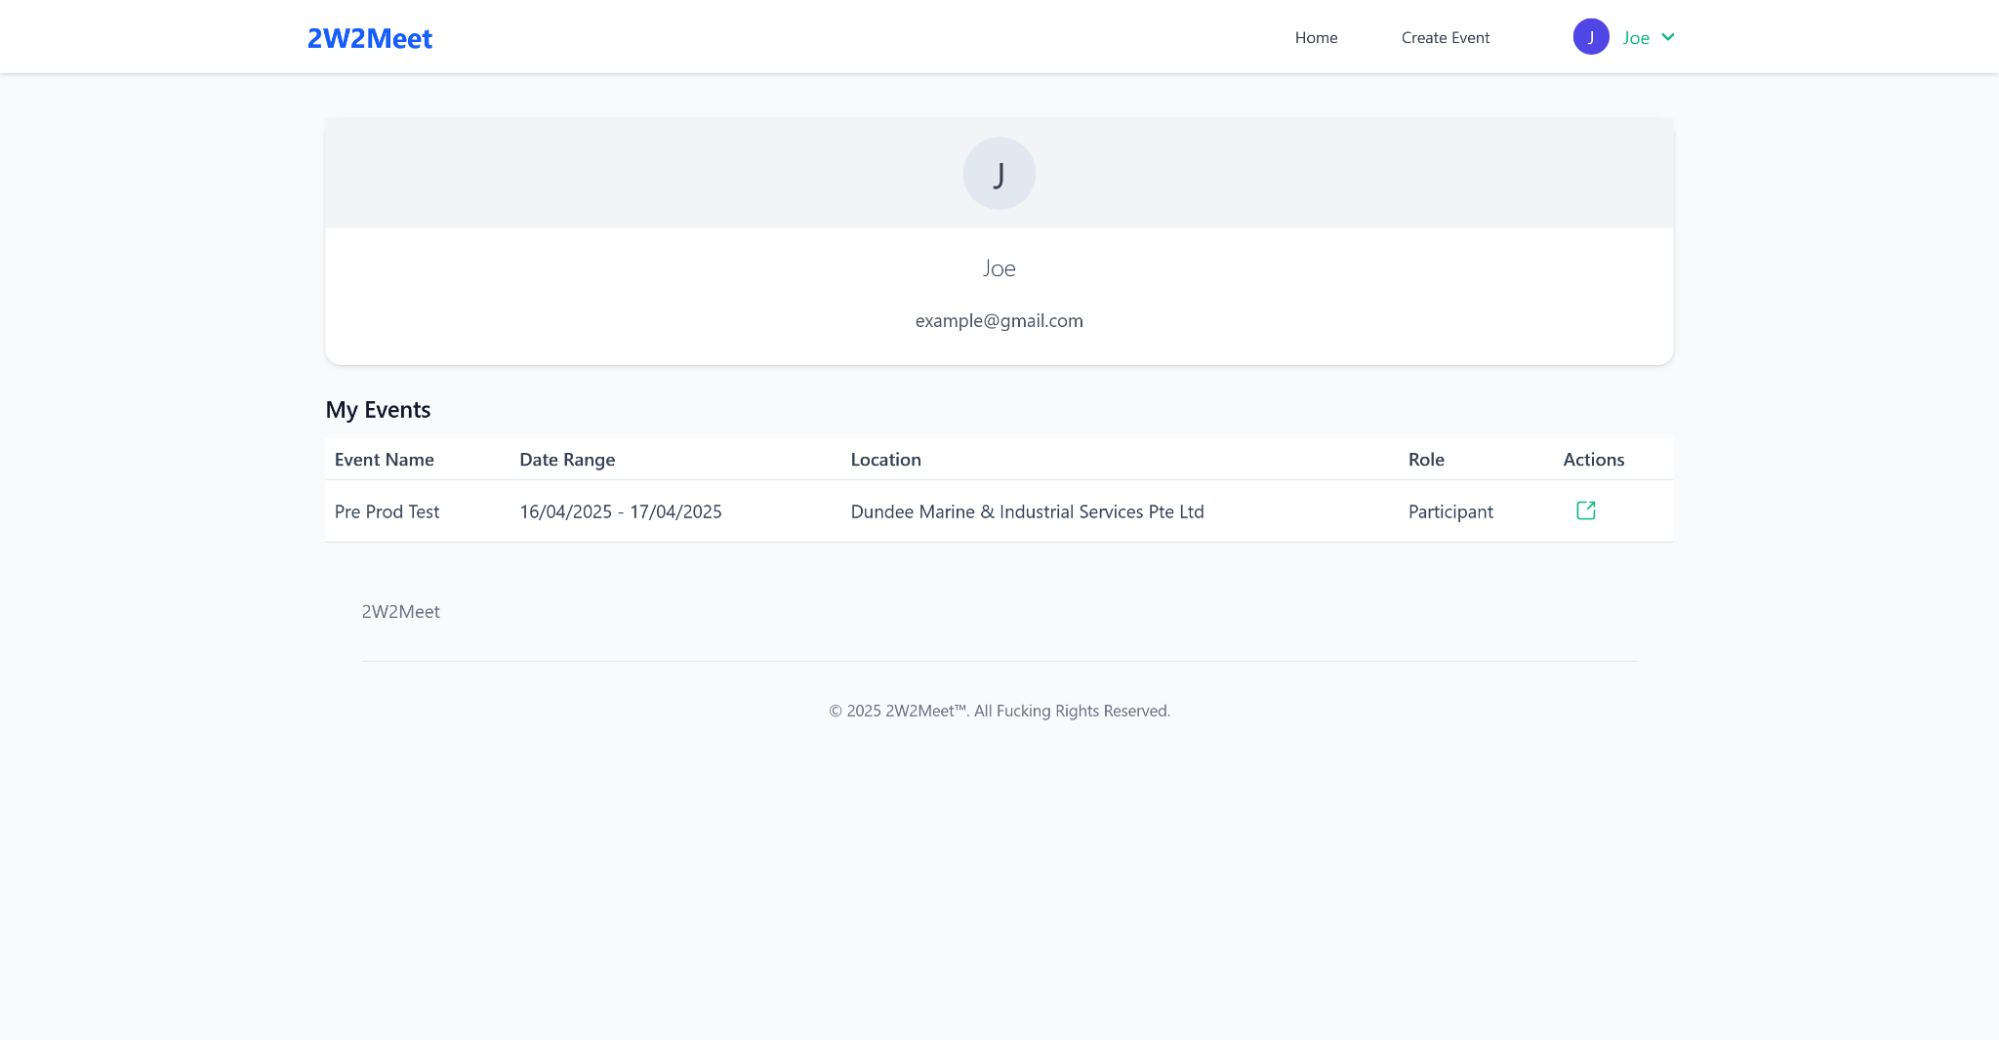 2W2Meet
Home
Create Event
J
Joe
J
Joe
example@gmail.com
My Events
Event Name Date Range Location Role Actions
Pre Prod Test 16/04/2025 - 17/04/2025 Dundee Marine & Industrial Services Pte Ltd Participant
2W2Meet
© 2025 2W2Meet™. All Fucking Rights Reserved.